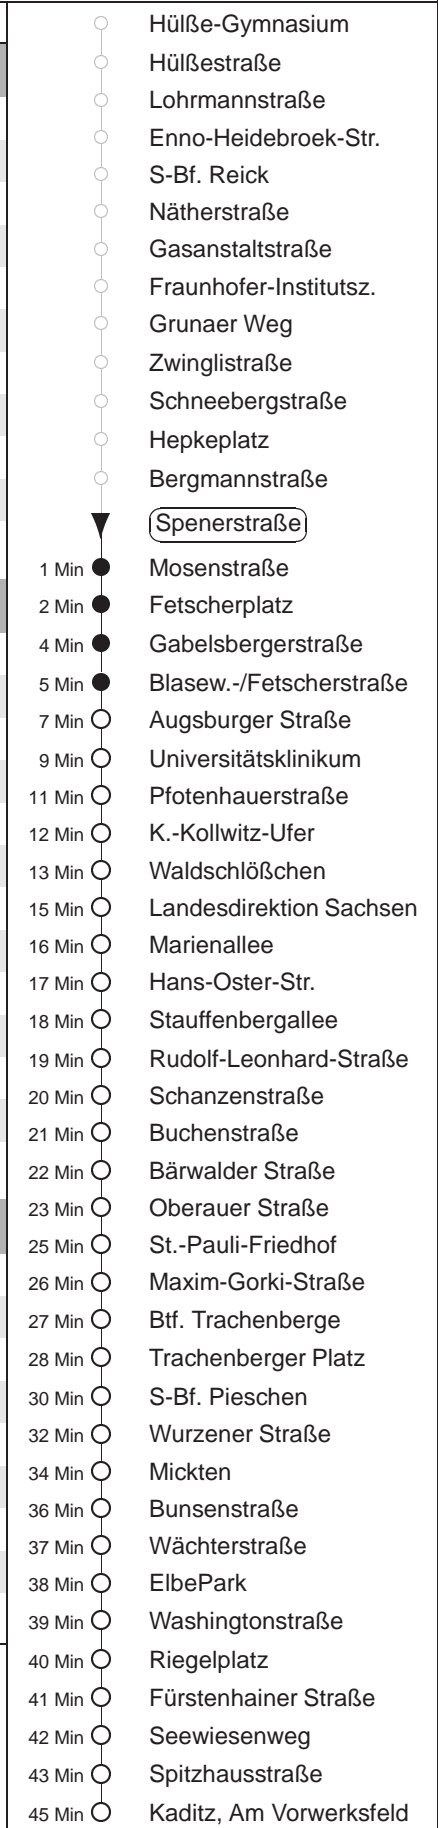 Hülße-Gymnasium
Hülßestraße
Lohrmannstraße
Enno-Heidebroek-Str.
S-Bf. Reick
Nätherstraße
Gasanstaltstraße
Fraunhofer-Institutsz.
Grunaer Weg
Zwinglistraße
Schneebergstraße
Hepkeplatz
Bergmannstraße
Spenerstraße
1 Min Mosenstraße
2 Min Fetscherplatz
4 Min Gabelsbergerstraße
5 Min Blasew.-/Fetscherstraße
7 Min Augsburger Straße
9 Min Universitätsklinikum
11 Min Pfotenhauerstraße
12 Min K.-Kollwitz-Ufer
13 Min Waldschlößchen
15 Min Landesdirektion Sachsen
16 Min Marienallee
17 Min Hans-Oster-Str.
18 Min Stauffenbergallee
19 Min Rudolf-Leonhard-Straße
20 Min Schanzenstraße
21 Min Buchenstraße
22 Min Bärwalder Straße
23 Min Oberauer Straße
25 Min St.-Pauli-Friedhof
26 Min Maxim-Gorki-Straße
27 Min Btf. Trachenberge
28 Min Trachenberger Platz
30 Min S-Bf. Pieschen
32 Min Wurzener Straße
34 Min Mickten
36 Min Bunsenstraße
37 Min Wächterstraße
38 Min ElbePark
39 Min Washingtonstraße
40 Min Riegelplatz
41 Min Fürstenhainer Straße
42 Min Seewiesenweg
43 Min Spitzhausstraße
45 Min Kaditz, Am Vorwerksfeld